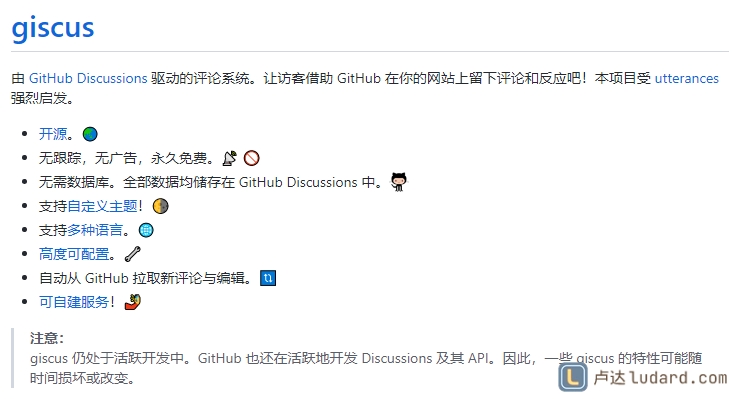 giscus
由 GitHub Discussions 驱动的评论系统。让访客借助 GitHub 在你的网站上留下评论和反应吧！本项目受 utterances
强烈启发。
开源。
无跟踪，无广告，永久免费。
无需数据库。全部数据均储存在 GitHub Discussions 中。
支持自定义主题！
支持多种语言。
高度可配置。
自动从 GitHub 拉取新评论与编辑。
可自建服务！
注意：
giscus 仍处于活跃开发中。GitHub 也还在活跃地开发 Discussions 及其 API。因此，一些 giscus 的特性可能随
时间损坏或改变。
卢达ludard.com